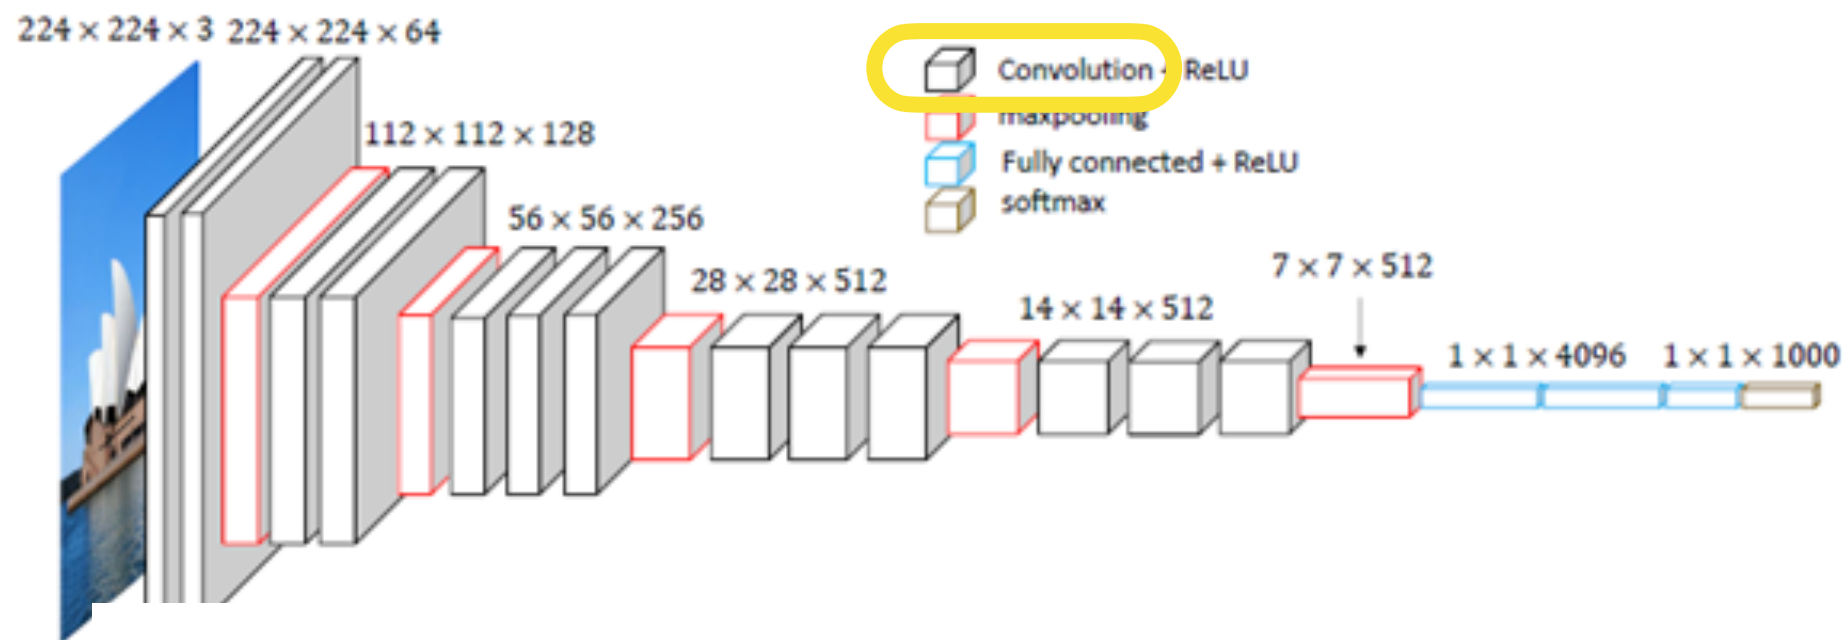 224 × 224 × 3 224 × 224 × 64
112 × 112 × 128
56 × 56 × 256
28 × 28 × 512
14 × 14 × 512
7 × 7 × 512
1 × 1 × 4096 1 × 1 × 1000
Convolution + ReLU
maxpooling
Fully connected + ReLU
softmax